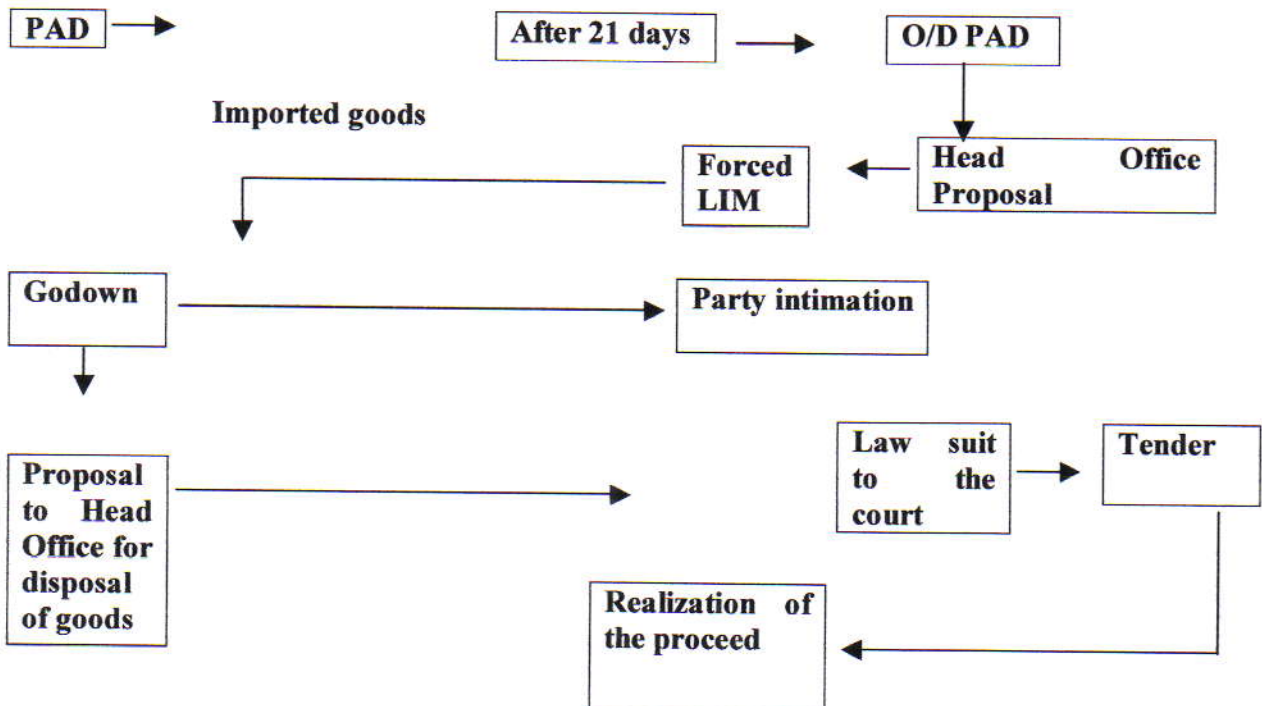 PAD
After 21 days
O/D PAD
Imported goods
Forced
LIM
Head Office
Proposal
Godown
Party intimation
Proposal
to Head
Office for
disposal
of goods
Law suit
to the
court
Tender
Realization of
the proceed